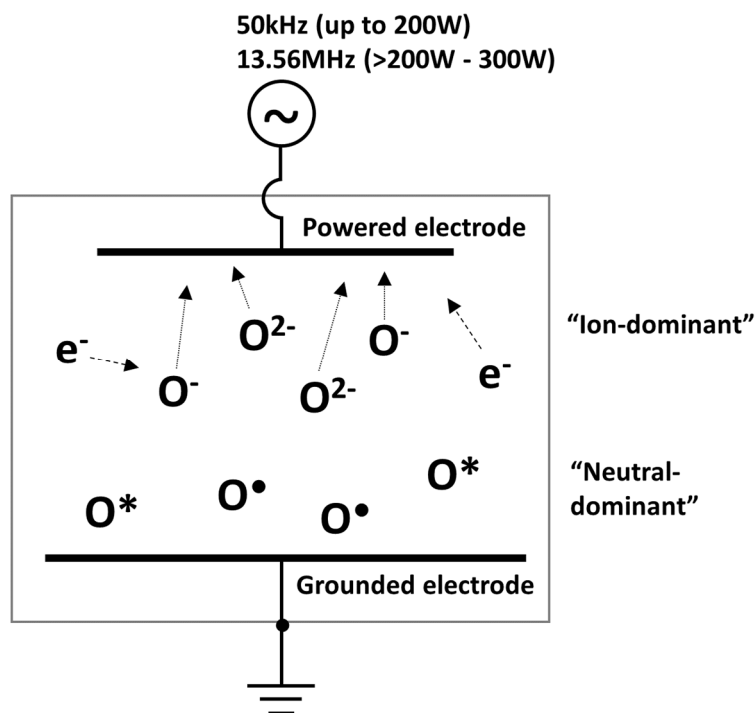 50kHz (up to 200W)
13.56MHz (>200W - 300W)
~
Powered electrode
O²⁻
O⁻
“Ion-dominant”
e⁻
O⁻
O²⁻
e⁻
O*
O•
O•
O*
“Neutral-
dominant”
Grounded electrode